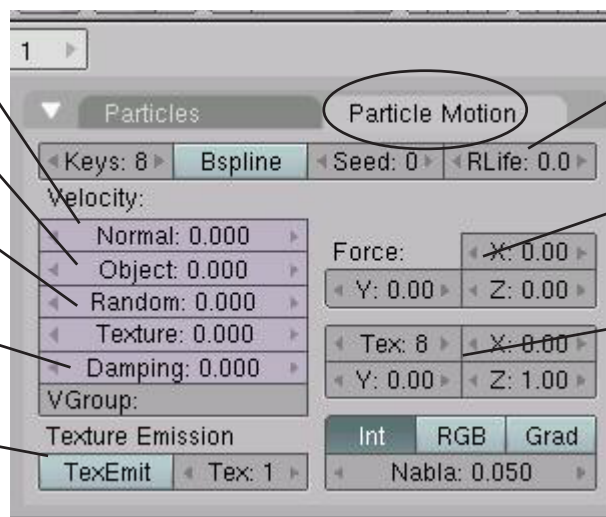 1
Particles Particle Motion
Keys: 8 Bspline Seed: 0 RLife: 0.0
Velocity:
Normal: 0.000
Object: 0.000
Random: 0.000
Texture: 0.000
Damping: 0.000
VGroup:
Force: X: 0.00
Y: 0.00 Z: 0.00
Tex: 8 X: 0.00
Y: 0.00 Z: 1.00
Texture Emission
TexEmit Tex: 1
Int RGB Grad
Nabla: 0.050